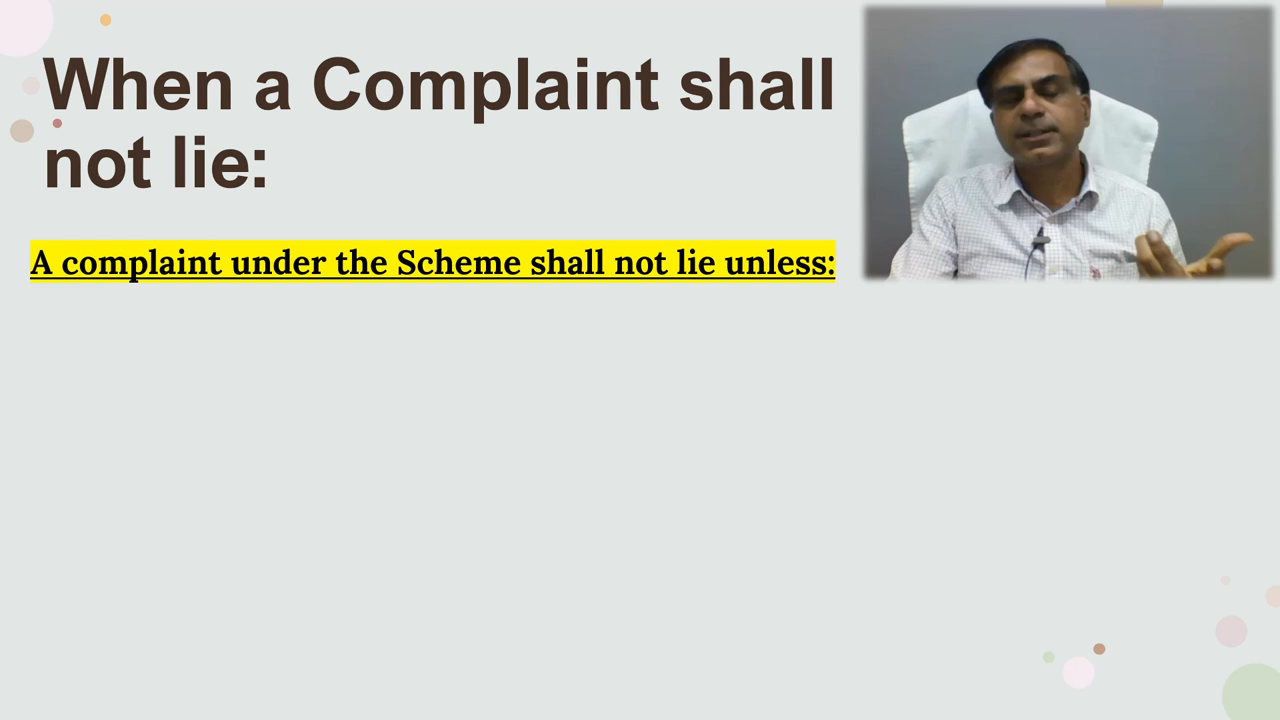 When a Complaint shall
not lie:
A complaint under the Scheme shall not lie unless: